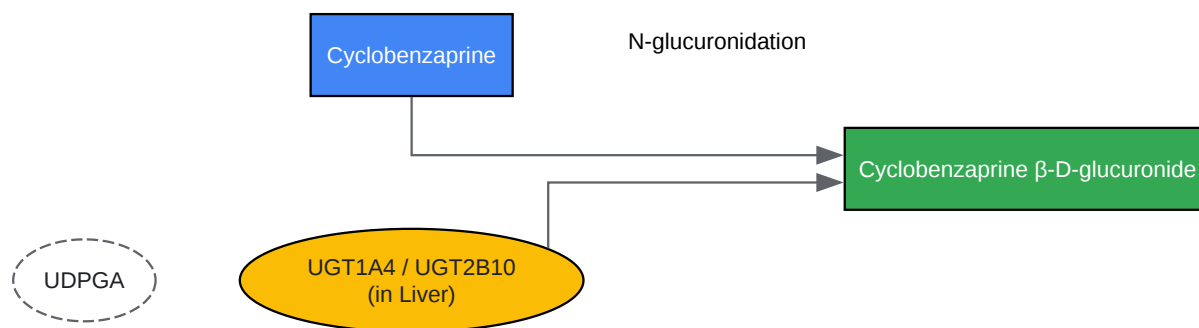 N-glucuronidation
Cyclobenzaprine
Cyclobenzaprine β-D-glucuronide
UDPGA
UGT1A4 / UGT2B10
(in Liver)